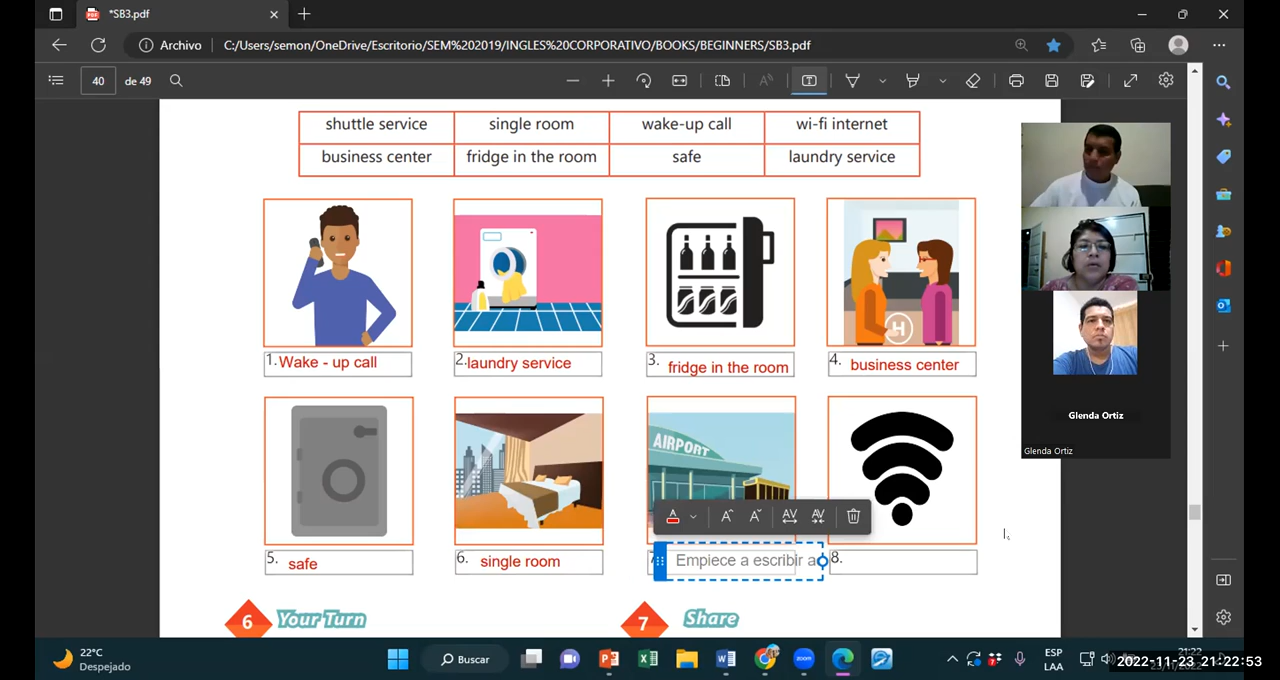 *SB3.pdf
Archivo
C:/Users/semon/OneDrive/Escritorio/SEM%202019/INGLES%20CORPORATIVO/BOOKS/BEGINNERS/SB3.pdf
40 de 49
shuttle service single room wake-up call wi-fi internet
business center fridge in the room safe laundry service
1. Wake - up call
2. laundry service
3. fridge in the room
4. business center
AIRPORT
5. safe
6. single room
7. Empiece a escribir a
8.
6 Your Turn
7 Share
Glenda Ortiz
Glenda Ortiz
22°C
Despejado
Buscar
ESP
LAA
21:22
2022-11-23 21:22:53